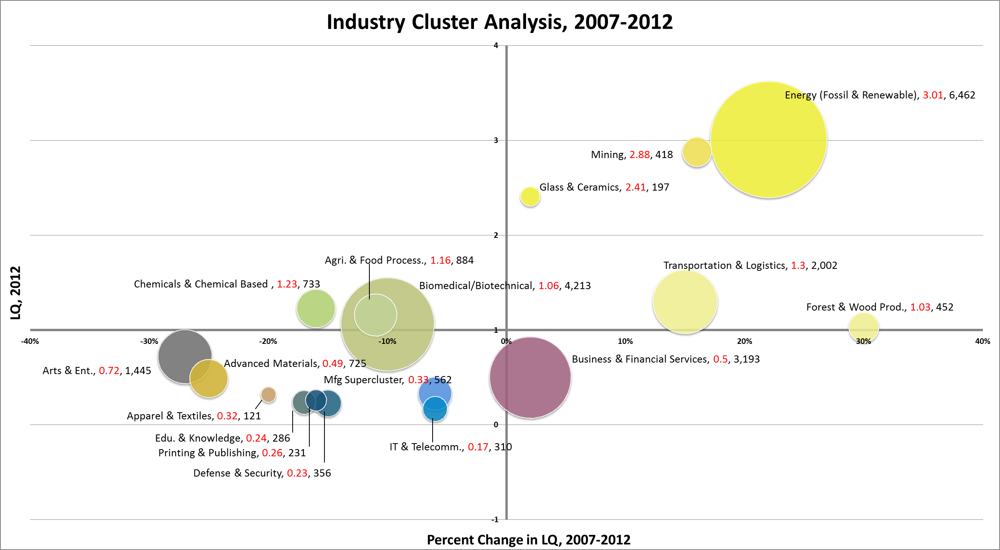 Industry Cluster Analysis, 2007-2012
4
Energy (Fossil & Renewable), 3.01, 6,462
3
Mining, 2.88, 418
Glass & Ceramics, 2.41, 197
2
Agri. & Food Process., 1.16, 884
Transportation & Logistics, 1.3, 2,002
Chemicals & Chemical Based , 1.23, 733
Biomedical/Biotechnical, 1.06, 4,213
LQ, 2012
Forest & Wood Prod., 1.03, 452
1
-40% -30% -20% -10% 0% 10% 20% 30% 40%
Business & Financial Services, 0.5, 3,193
Advanced Materials, 0.49, 725
Arts & Ent., 0.72, 1,445
Mfg Supercluster, 0.33, 562
Apparel & Textiles, 0.32, 121
0
Edu. & Knowledge, 0.24, 286
IT & Telecomm., 0.17, 310
Printing & Publishing, 0.26, 231
Defense & Security, 0.23, 356
-1
Percent Change in LQ, 2007-2012